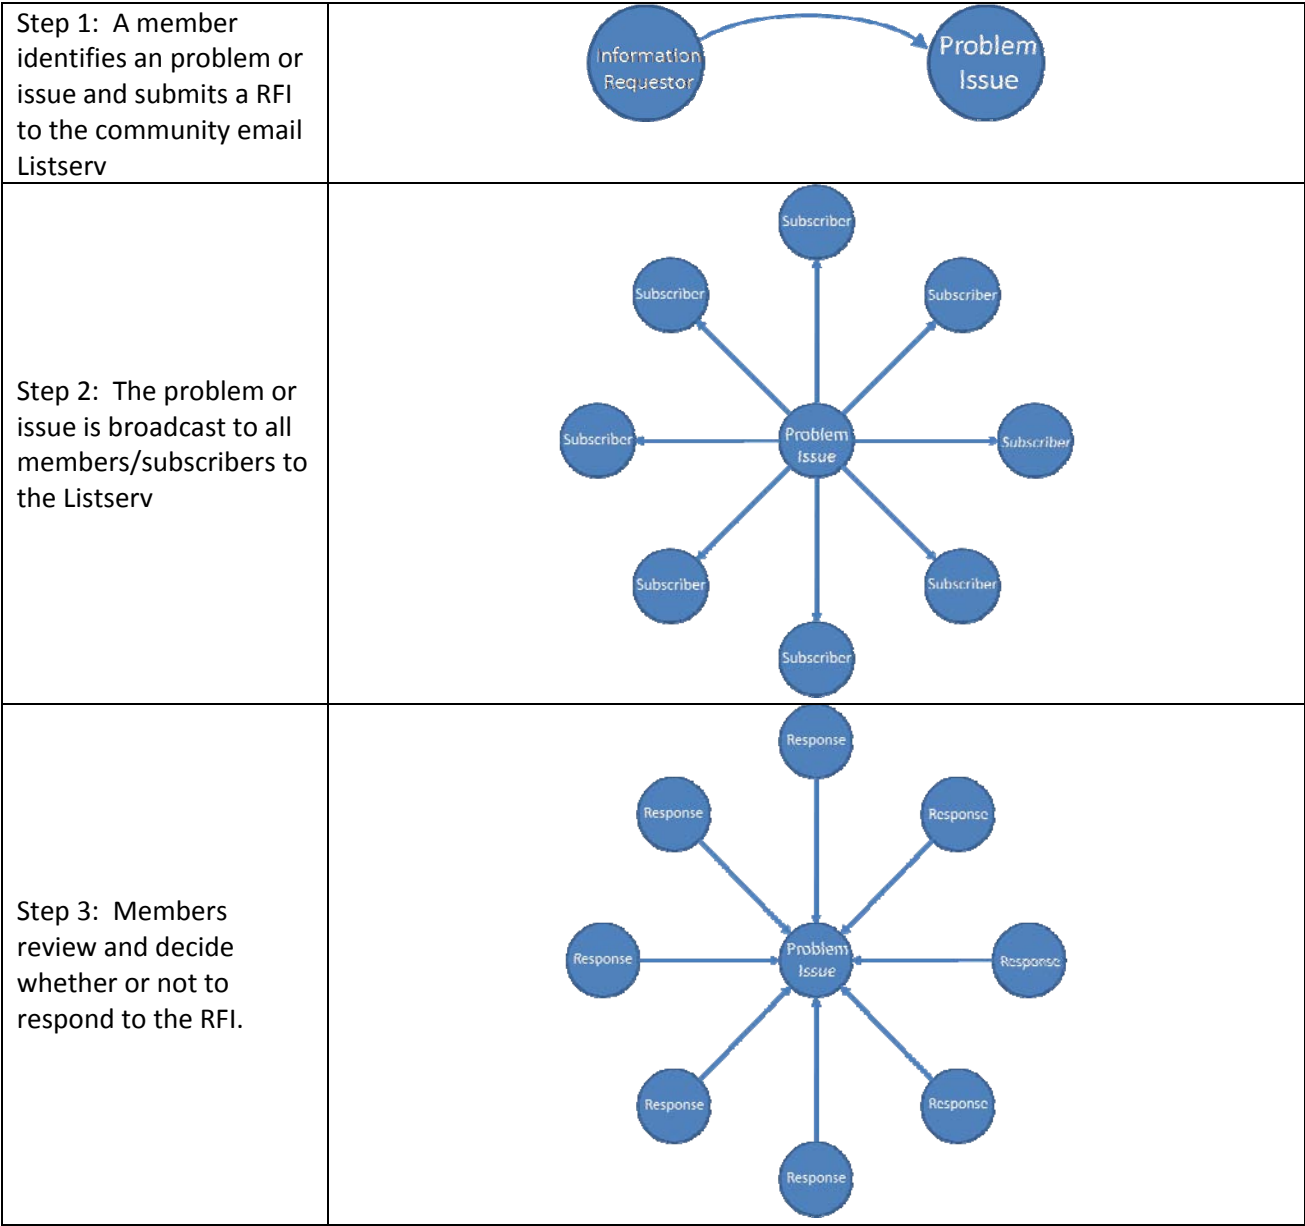 Step 1:  A member
identifies an problem or
issue and submits a RFI
to the community email
Listserv
Information
Requestor
Problem
Issue
Step 2:  The problem or
issue is broadcast to all
members/subscribers to
the Listserv
Subscriber
Subscriber
Subscriber
Subscriber
Problem
Issue
Subscriber
Subscriber
Subscriber
Subscriber
Step 3:  Members
review and decide
whether or not to
respond to the RFI.
Response
Response
Response
Response
Problem
Issue
Response
Response
Response
Response